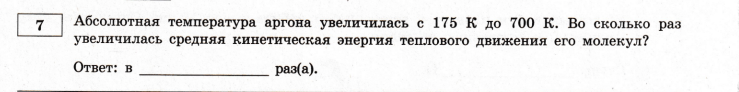 7 Абсолютная температура аргона увеличилась с 175 К до 700 К. Во сколько раз
увеличилась средняя кинетическая энергия теплового движения его молекул?
Ответ: в ________________ раз(а).